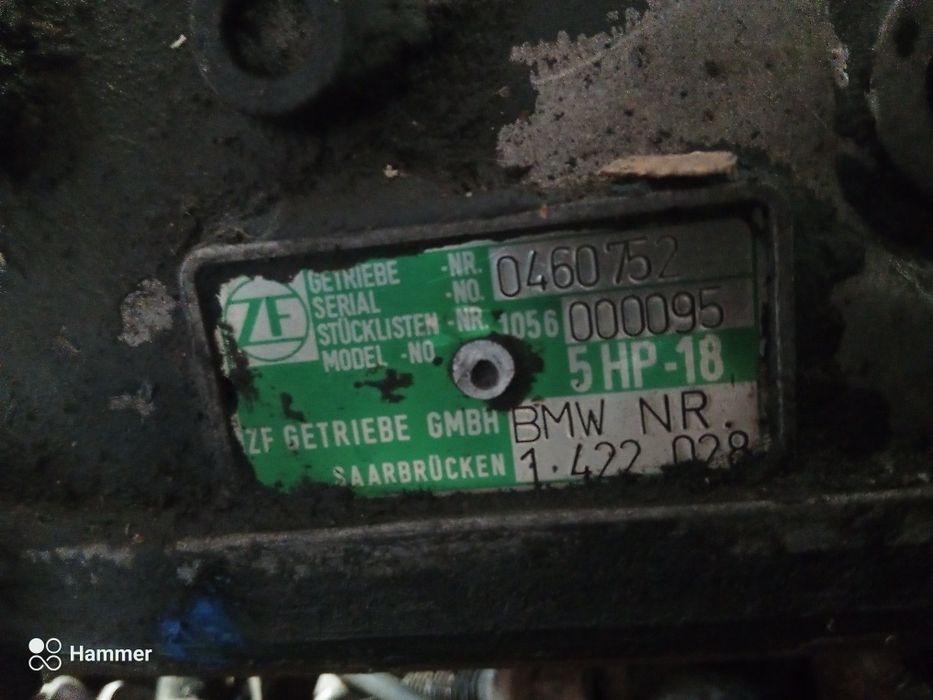 ZF
GETRIEBE -NR. 0460752
SERIAL -NO.
STÜCKLISTEN -NR. 1056 000095
MODEL -NO
5 HP-18
ZF GETRIEBE GMBH BMW NR.
SAARBRÜCKEN 1.422 028
Hammer